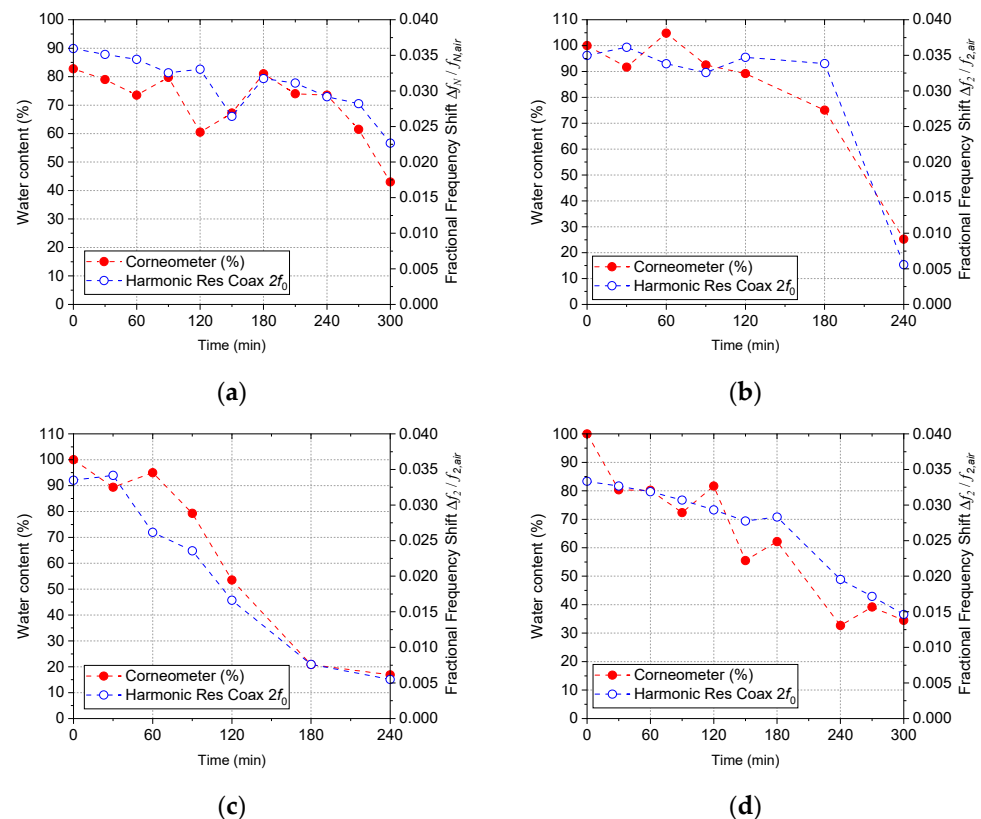 100
90
80
70
60
50
40
30
20
10
0
Water content (%)
0.040
0.035
0.030
0.025
0.020
0.015
0.010
0.005
0.000
Fractional Frequency Shift Δf_N / f_N,air
Corneometer (%)
Harmonic Res Coax 2f₀
0 60 120 180 240 300
Time (min)
(a)
110
100
90
80
70
60
50
40
30
20
10
0
Water content (%)
0.040
0.035
0.030
0.025
0.020
0.015
0.010
0.005
0.000
Fractional Frequency Shift Δf₂ / f₂,air
Corneometer (%)
Harmonic Res Coax 2f₀
0 60 120 180 240
Time (min)
(b)
110
100
90
80
70
60
50
40
30
20
10
0
Water content (%)
0.040
0.035
0.030
0.025
0.020
0.015
0.010
0.005
0.000
Fractional Frequency Shift Δf₂ / f₂,air
Corneometer (%)
Harmonic Res Coax 2f₀
0 60 120 180 240
Time (min)
(c)
100
90
80
70
60
50
40
30
20
10
0
Water content (%)
0.040
0.035
0.030
0.025
0.020
0.015
0.010
0.005
0.000
Fractional Frequency Shift Δf₂ / f₂,air
Corneometer (%)
Harmonic Res Coax 2f₀
0 60 120 180 240 300
Time (min)
(d)